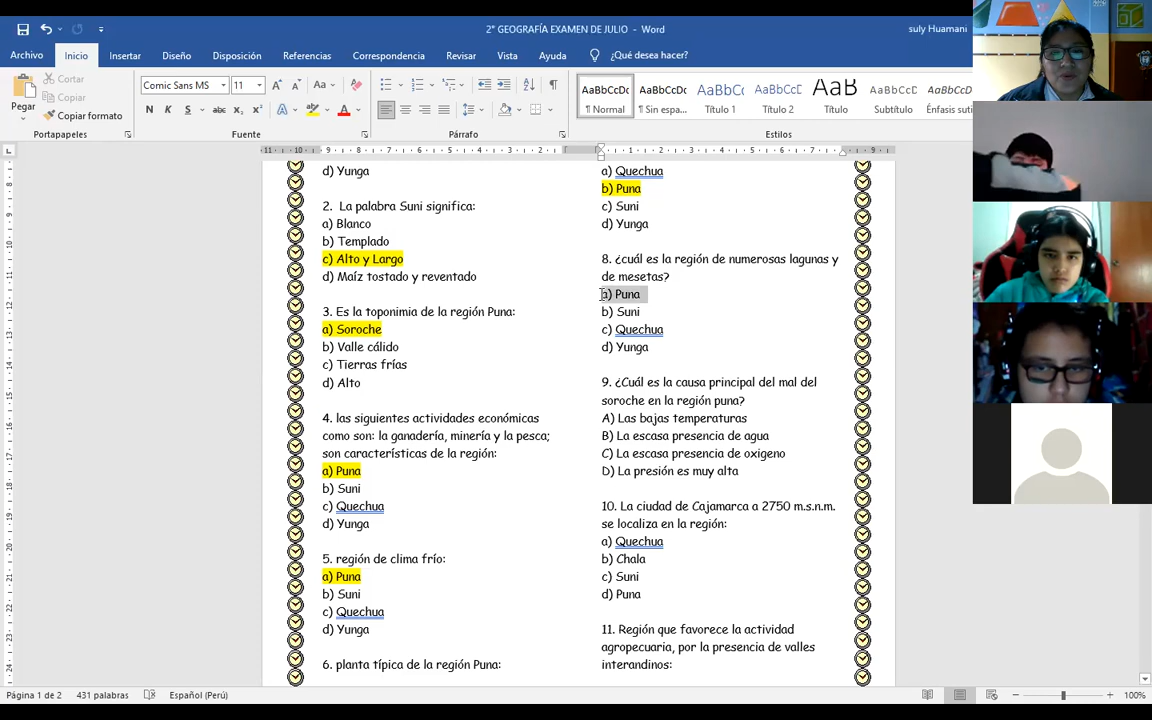 2° GEOGRAFÍA EXAMEN DE JULIO - Word
suly Huamani
Archivo
Inicio
Insertar
Diseño
Disposición
Referencias
Correspondencia
Revisar
Vista
Ayuda
¿Qué desea hacer?
Pegar
Cortar
Copiar
Copiar formato
Portapapeles
Comic Sans MS
11
N K S abc x₂ x²
Fuente
Párrafo
AaBbCcDc
¶ Normal
AaBbCcDc
¶ Sin espa...
AaBbCc
Título 1
AaBbCcC
Título 2
AaB
Título
AaBbCcC
Subtítulo
AaBbCcDc
Énfasis suti
Estilos
d) Yunga
2. La palabra Suni significa:
a) Blanco
b) Templado
c) Alto y Largo
d) Maíz tostado y reventado
3. Es la toponimia de la región Puna:
a) Soroche
b) Valle cálido
c) Tierras frías
d) Alto
4. las siguientes actividades económicas
como son: la ganadería, minería y la pesca;
son características de la región:
a) Puna
b) Suni
c) Quechua
d) Yunga
5. región de clima frío:
a) Puna
b) Suni
c) Quechua
d) Yunga
6. planta típica de la región Puna:
a) Quechua
b) Puna
c) Suni
d) Yunga
8. ¿cuál es la región de numerosas lagunas y
de mesetas?
a) Puna
b) Suni
c) Quechua
d) Yunga
9. ¿Cuál es la causa principal del mal del
soroche en la región puna?
A) Las bajas temperaturas
B) La escasa presencia de agua
C) La escasa presencia de oxigeno
D) La presión es muy alta
10. La ciudad de Cajamarca a 2750 m.s.n.m.
se localiza en la región:
a) Quechua
b) Chala
c) Suni
d) Puna
11. Región que favorece la actividad
agropecuaria, por la presencia de valles
interandinos:
Página 1 de 2
431 palabras
Español (Perú)
100%